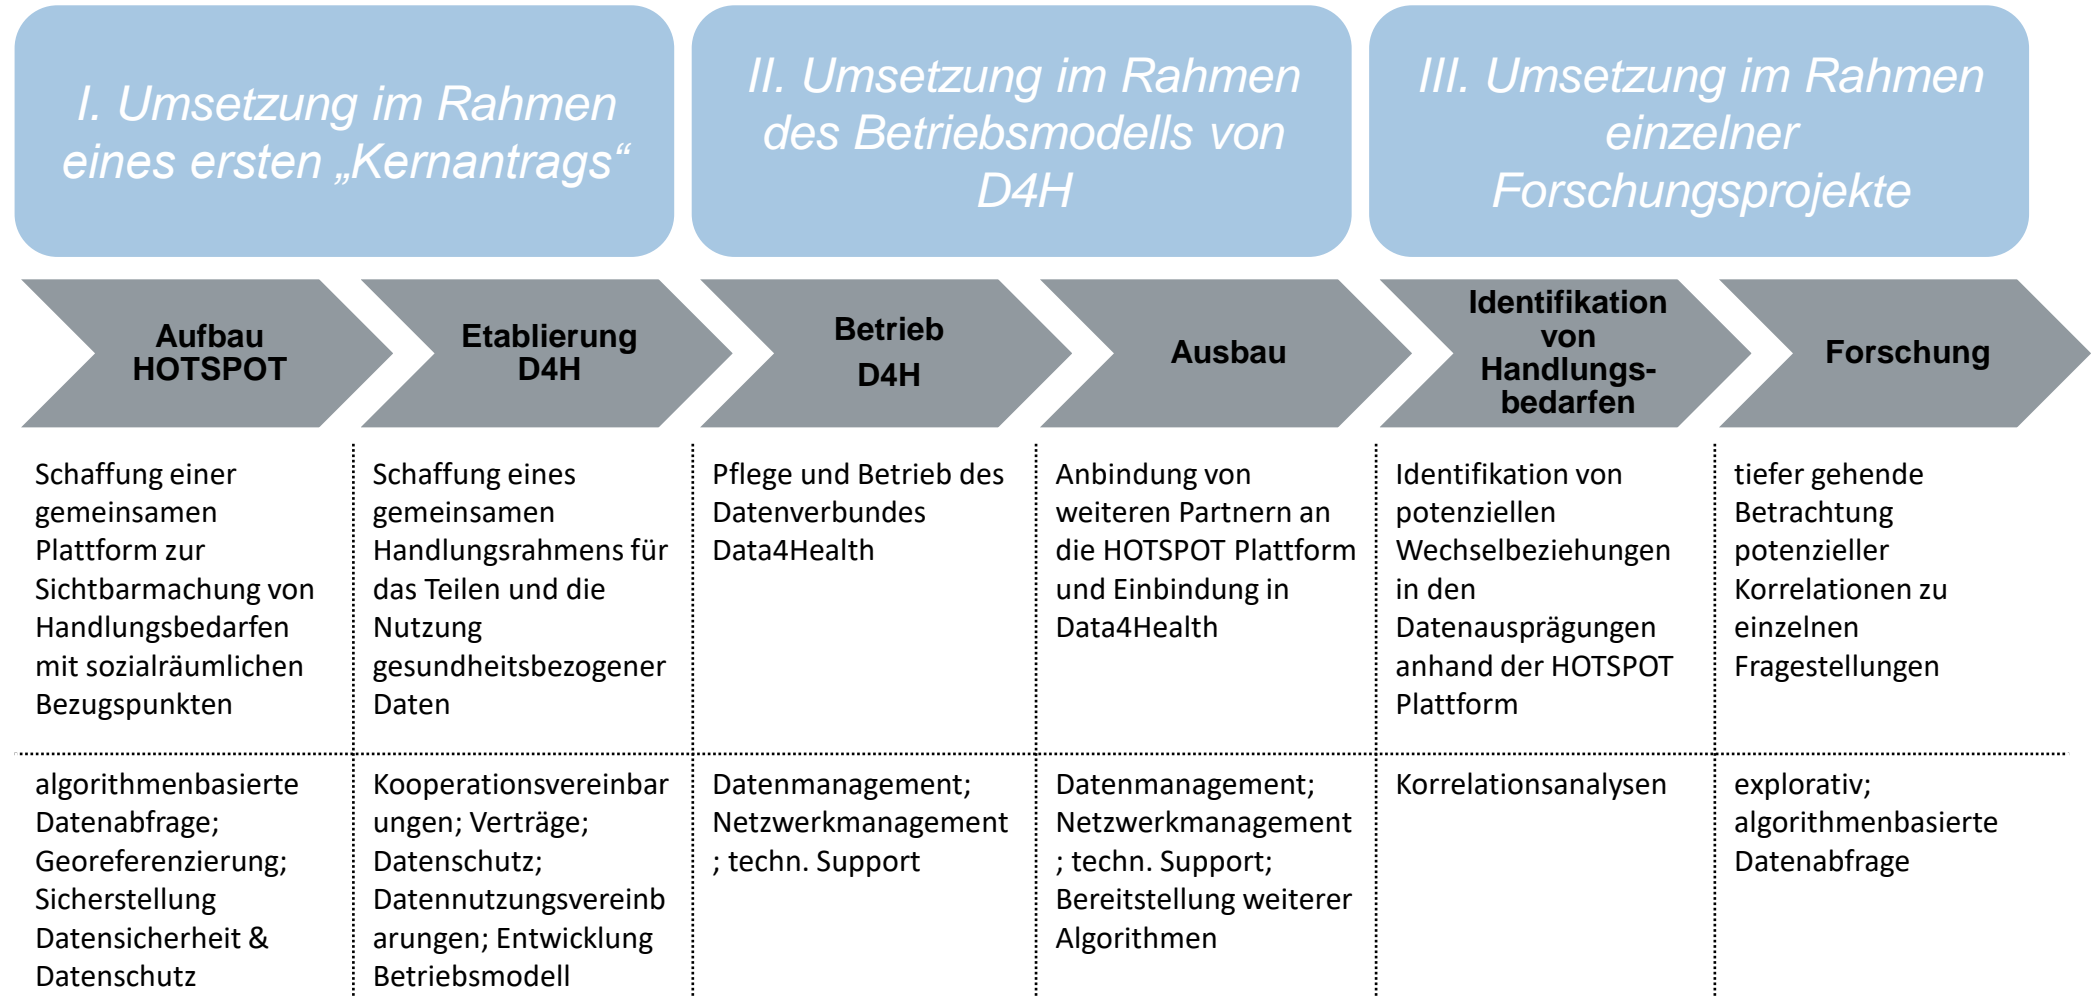 I. Umsetzung im Rahmen
eines ersten „Kernantrags“
II. Umsetzung im Rahmen
des Betriebsmodells von
D4H
III. Umsetzung im Rahmen
einzelner
Forschungsprojekte
Aufbau
HOTSPOT
Etablierung
D4H
Betrieb
D4H
Ausbau
Identifikation
von
Handlungs-
bedarfen
Forschung
Schaffung einer
gemeinsamen
Plattform zur
Sichtbarmachung von
Handlungsbedarfen
mit sozialräumlichen
Bezugspunkten
Schaffung eines
gemeinsamen
Handlungsrahmens für
das Teilen und die
Nutzung
gesundheitsbezogener
Daten
Pflege und Betrieb des
Datenverbundes
Data4Health
Anbindung von
weiteren Partnern an
die HOTSPOT Plattform
und Einbindung in
Data4Health
Identifikation von
potenziellen
Wechselbeziehungen
in den
Datenausprägungen
anhand der HOTSPOT
Plattform
tiefer gehende
Betrachtung
potenzieller
Korrelationen zu
einzelnen
Fragestellungen
algorithmenbasierte
Datenabfrage;
Georeferenzierung;
Sicherstellung
Datensicherheit &
Datenschutz
Kooperationsvereinbar
ungen; Verträge;
Datenschutz;
Datennutzungsvereinb
arungen; Entwicklung
Betriebsmodell
Datenmanagement;
Netzwerkmanagement
; techn. Support
Datenmanagement;
Netzwerkmanagement
; techn. Support;
Bereitstellung weiterer
Algorithmen
Korrelationsanalysen
explorativ;
algorithmenbasierte
Datenabfrage